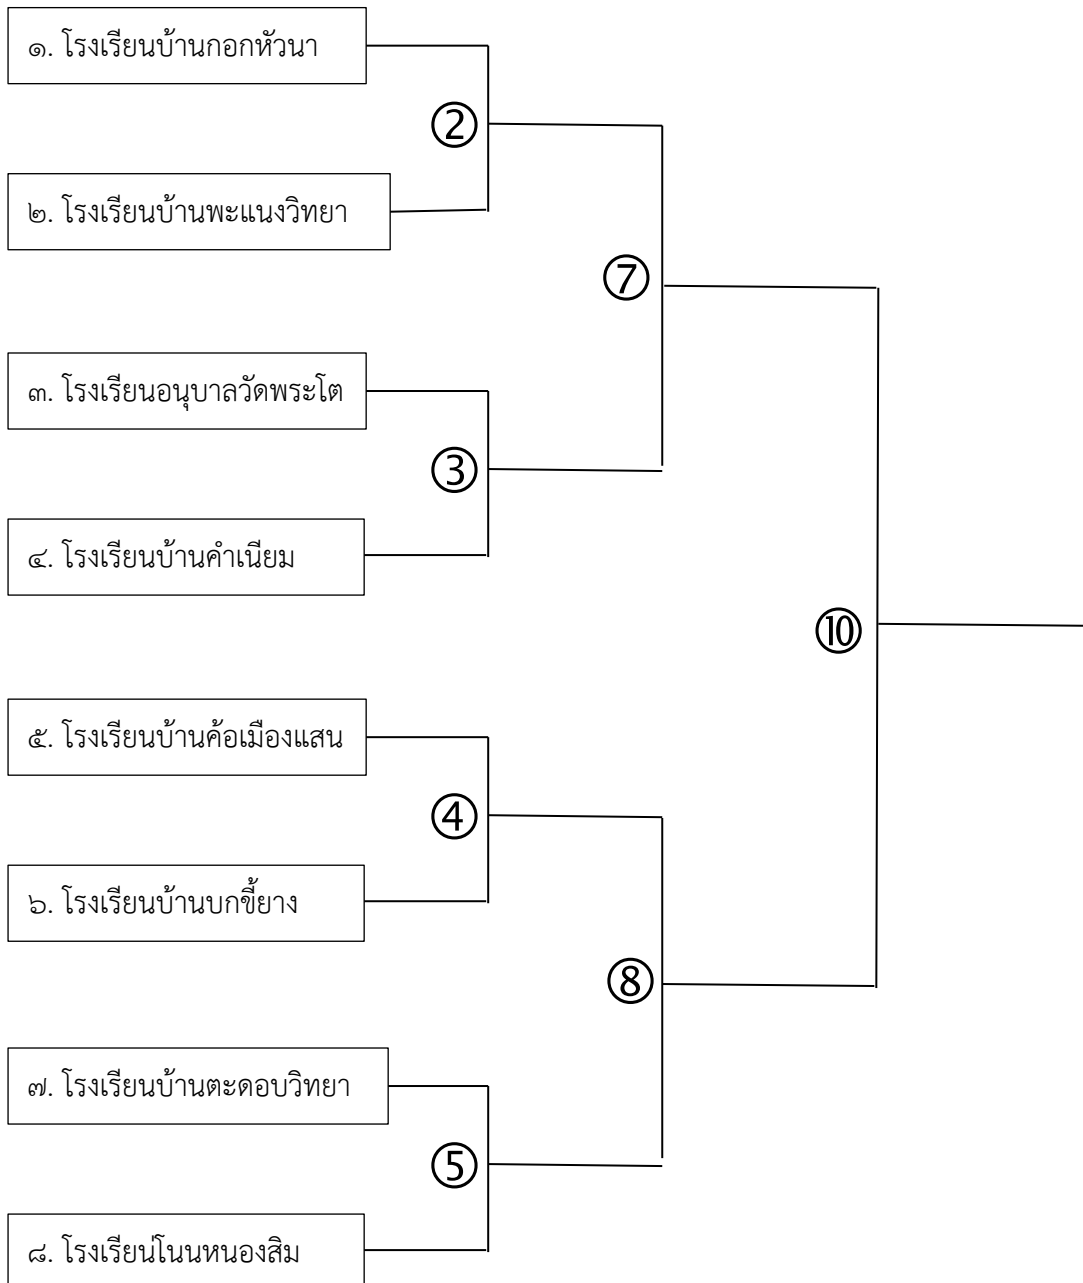 ๑. โรงเรียนบ้านกอกหัวนา
②
๒. โรงเรียนบ้านพะแนงวิทยา
⑦
๓. โรงเรียนอนุบาลวัดพระโต
③
๔. โรงเรียนบ้านคำเนียม
⑩
๕. โรงเรียนบ้านค้อเมืองแสน
④
๖. โรงเรียนบ้านบกขี้ยาง
⑧
๗. โรงเรียนบ้านตะดอบวิทยา
⑤
๘. โรงเรียน่โนนหนองสิม